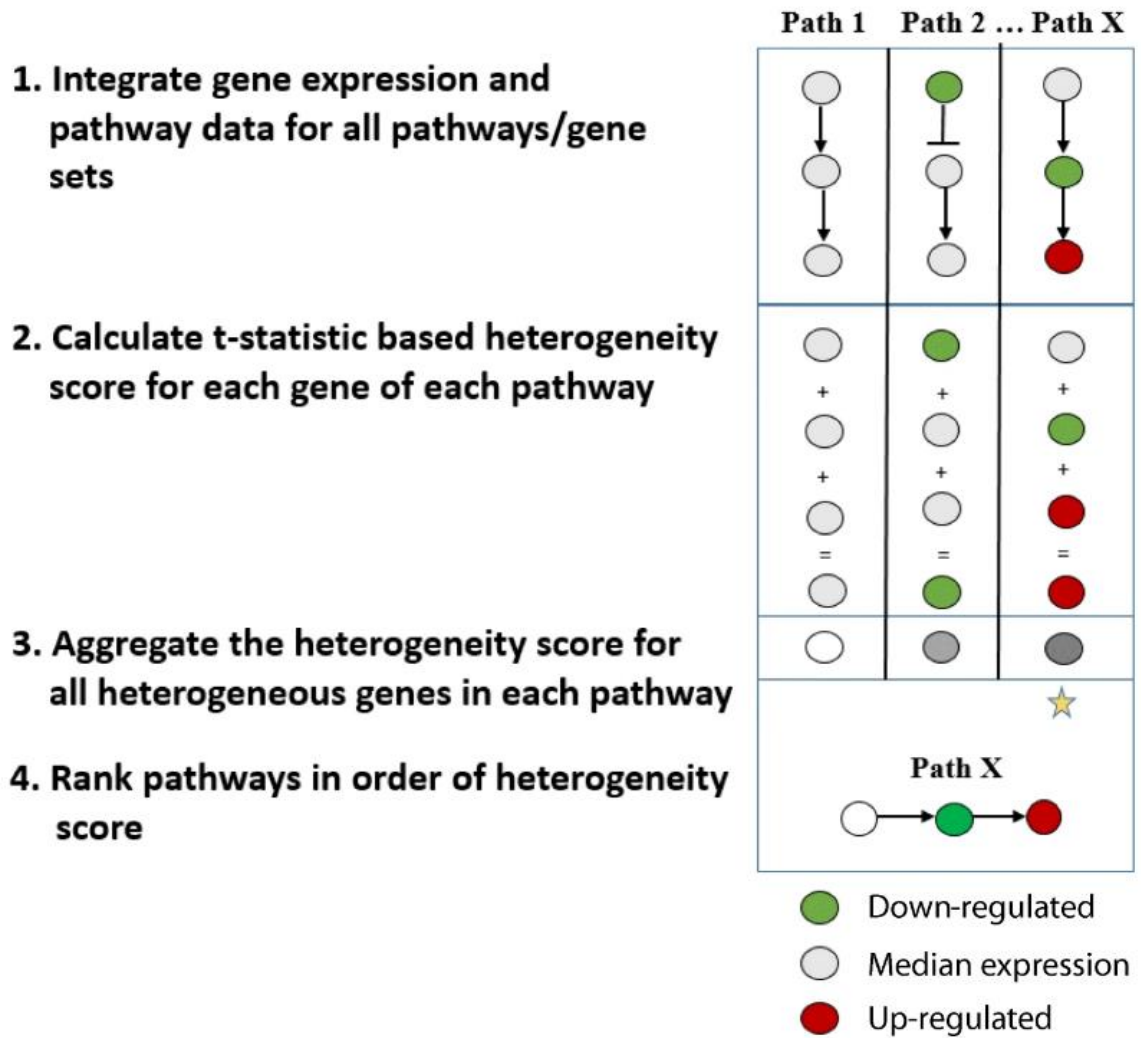 Path 1 Path 2 ... Path X
1. Integrate gene expression and
pathway data for all pathways/gene
sets
2. Calculate t-statistic based heterogeneity
score for each gene of each pathway
+ + +
+ + +
= = =
3. Aggregate the heterogeneity score for
all heterogeneous genes in each pathway
4. Rank pathways in order of heterogeneity
score
Path X
Down-regulated
Median expression
Up-regulated